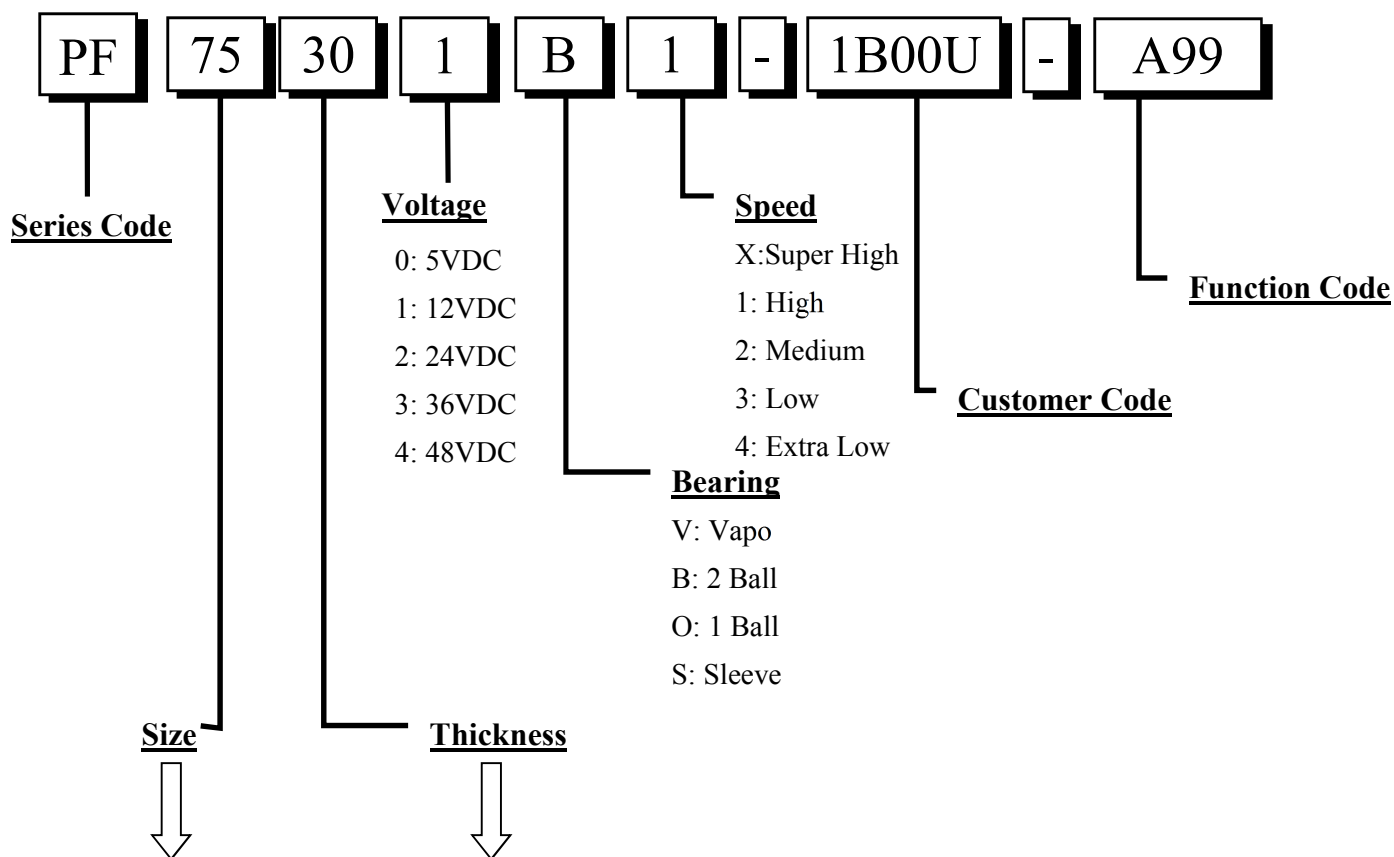 PF 75 30 1 B 1 - 1B00U - A99
Series Code
Voltage
0: 5VDC
1: 12VDC
2: 24VDC
3: 36VDC
4: 48VDC
Speed
X:Super High
1: High
2: Medium
3: Low
4: Extra Low
Function Code
Customer Code
Bearing
V: Vapo
B: 2 Ball
O: 1 Ball
S: Sleeve
Size
Thickness